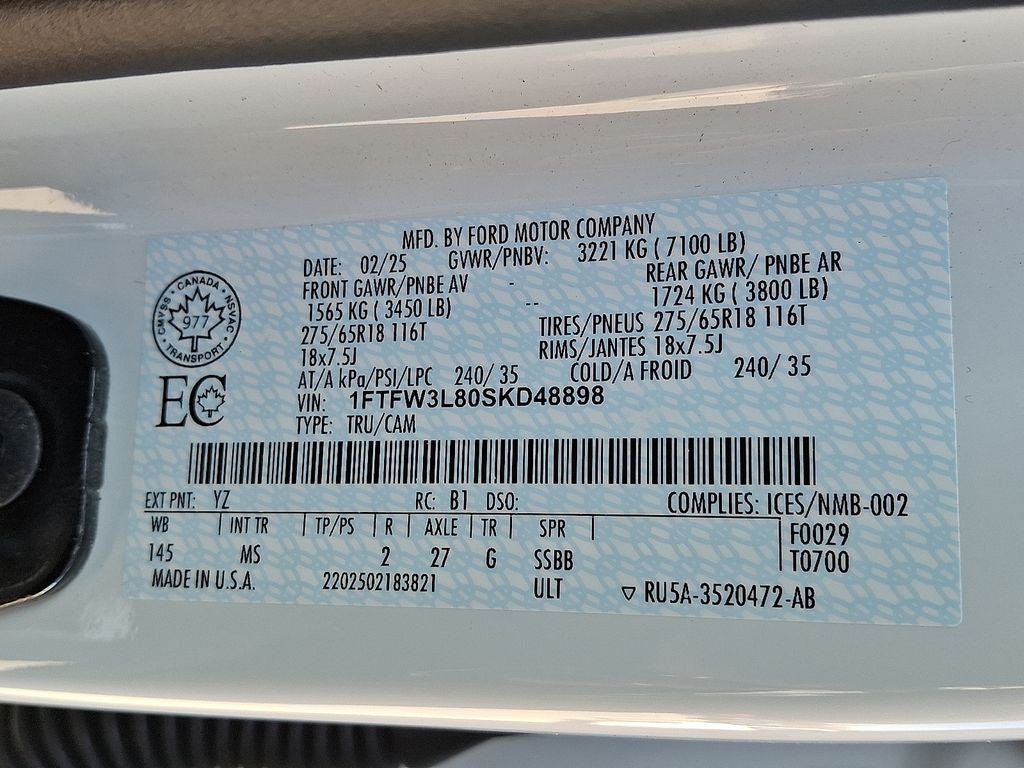 MFD. BY FORD MOTOR COMPANY
DATE: 02/25 GVWR/PNBV: 3221 KG ( 7100 LB)
FRONT GAWR/PNBE AV - REAR GAWR/ PNBE AR
1565 KG ( 3450 LB) -- 1724 KG ( 3800 LB)
275/65R18 116T TIRES/PNEUS 275/65R18 116T
18x7.5J RIMS/JANTES 18x7.5J
AT/A kPa/PSI/LPC 240/ 35 COLD/A FROID 240/ 35
VIN: 1FTFW3L80SKD48898
TYPE: TRU/CAM
CMVSS • CANADA • NSVAC
977
• TRANSPORT •
EC
EXT PNT: YZ RC: B1 DSO: COMPLIES: ICES/NMB-002
WB | INT TR | TP/PS | R | AXLE | TR | SPR | F0029
145 MS 2 27 G SSBB T0700
MADE IN U.S.A. 2202502183821 ULT ▽ RU5A-3520472-AB